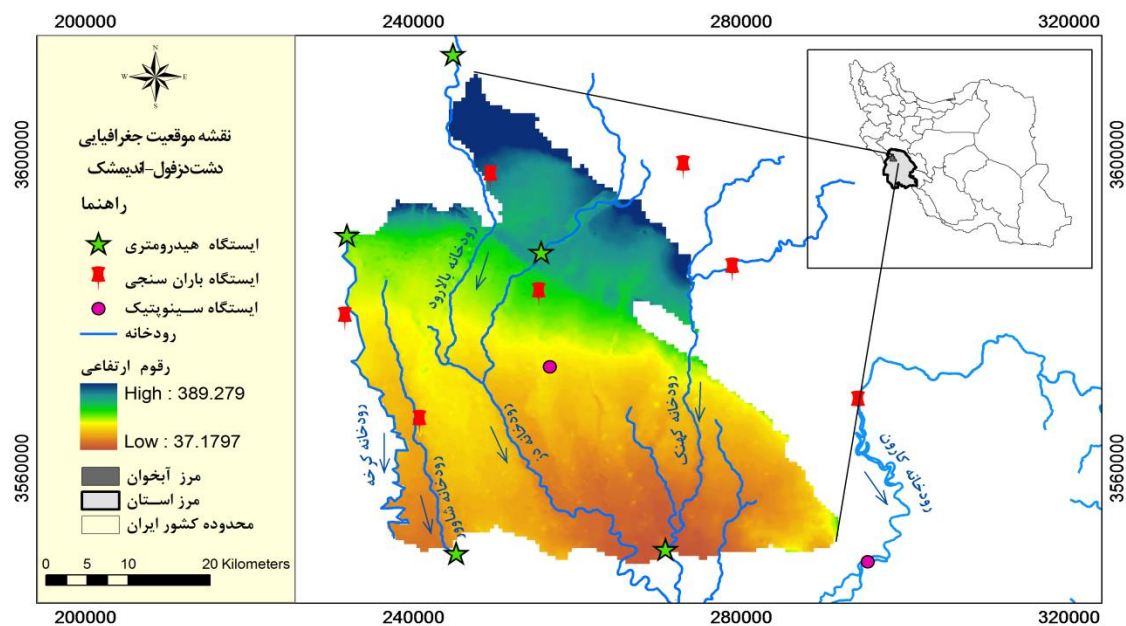 200000 240000 280000 320000
3600000
3560000
N
W E
S
نقشه موقعیت جغرافیایی
دشت دزفول-اندیمشک
راهنما
ایستگاه هیدرومتری
ایستگاه باران سنجی
ایستگاه سینوپتیک
رودخانه
رقوم ارتفاعی
High : 389.279
Low : 37.1797
مرز آبخوان
مرز استان
محدوده کشور ایران
0 5 10 20 Kilometers
رودخانه بالارود
رودخانه کرخه
رودخانه شاوور
رودخانه دز
رودخانه کهنک
رودخانه کارون
3600000
3560000
200000 240000 280000 320000